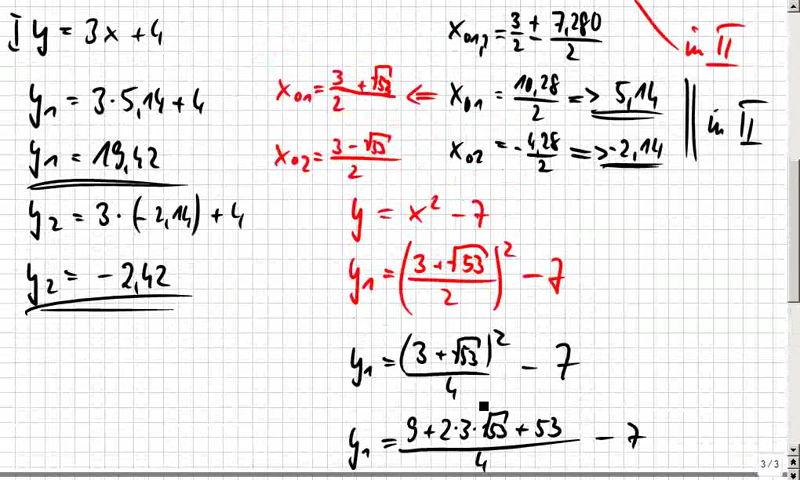 I y = 3x + 4
y₁ = 3·5,14 + 4
y₁ = 19,42
y₂ = 3·(−2,14) + 4
y₂ = −2,42
x₀₁,₂ = 3/2 ± 7,280/2
in II
x₀₁ = (3 + √53)/2 ⇐ x₀₁ = 10,28/2 => 5,14
x₀₂ = (3 − √53)/2 x₀₂ = −4,28/2 => −2,14
|| in II
y = x² − 7
y₁ = ((3 + √53)/2)² − 7
y₁ = (3 + √53)²/4 − 7
y₁ = (9 + 2·3·√53 + 53)/4 − 7
3 / 3